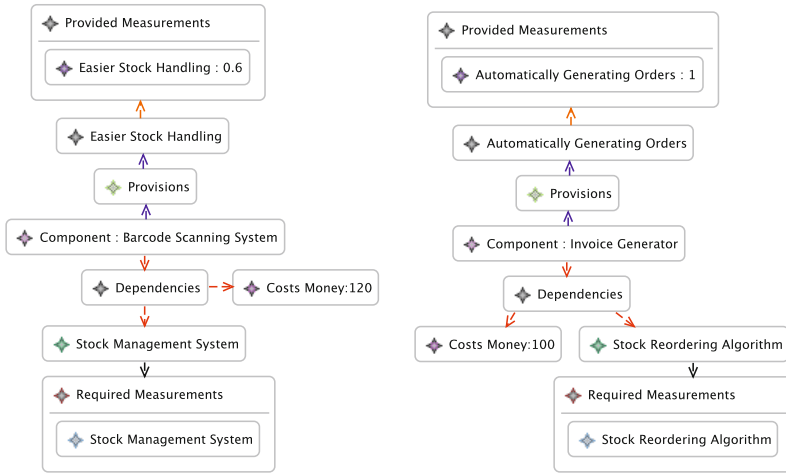 Provided Measurements
Easier Stock Handling : 0.6
Easier Stock Handling
Provisions
Component : Barcode Scanning System
Dependencies
Costs Money:120
Stock Management System
Required Measurements
Stock Management System
Provided Measurements
Automatically Generating Orders : 1
Automatically Generating Orders
Provisions
Component : Invoice Generator
Dependencies
Costs Money:100
Stock Reordering Algorithm
Required Measurements
Stock Reordering Algorithm